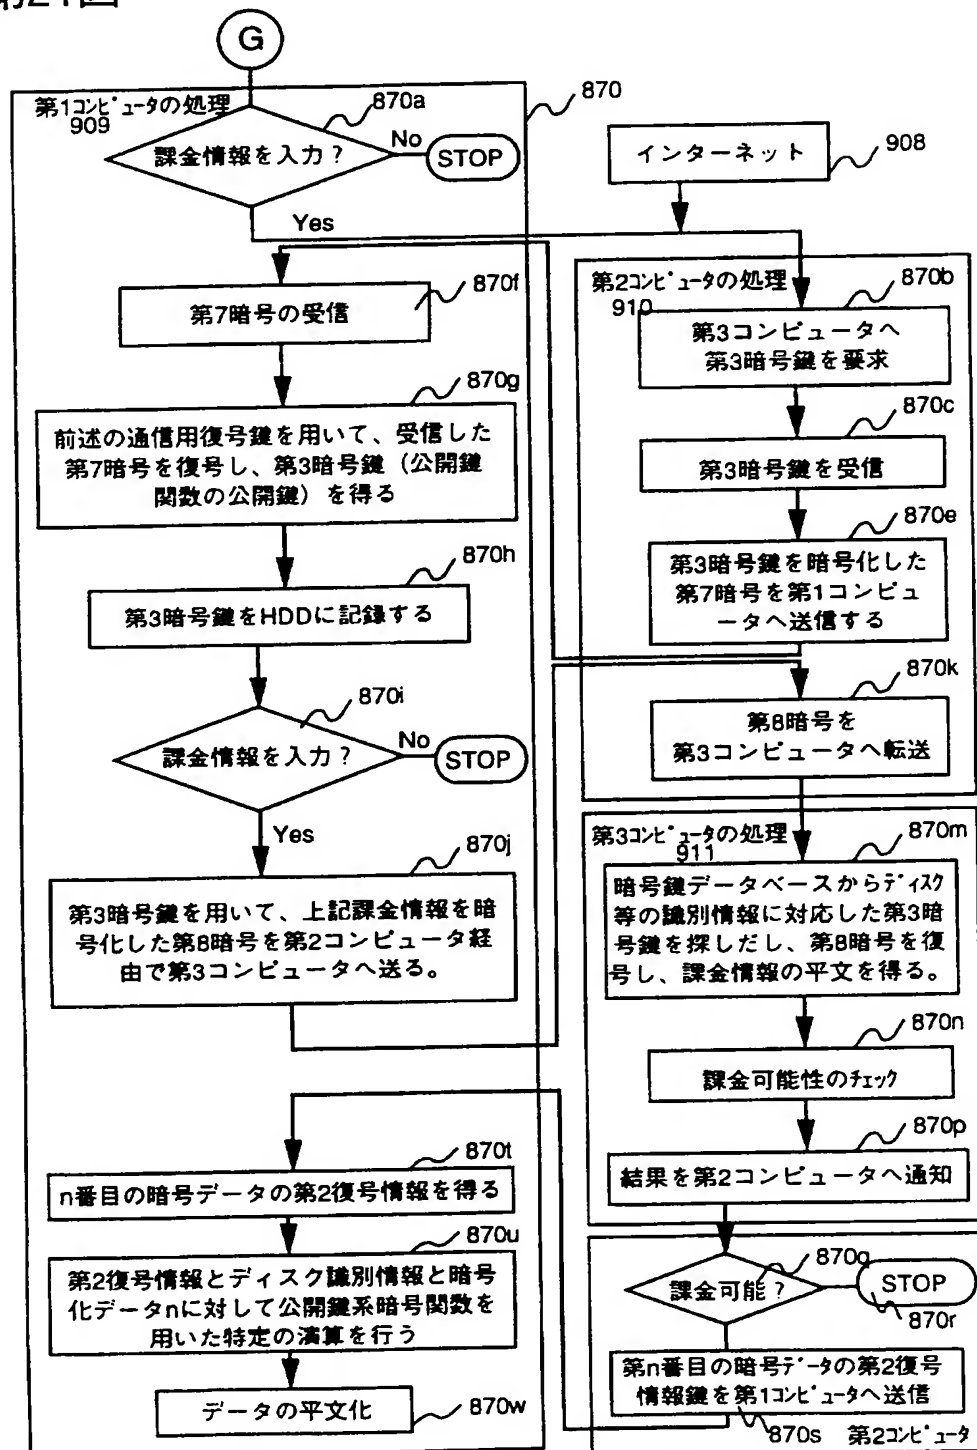 G
第1コンピュータの処理
909
870a
870
課金情報を入力？
No
STOP
インターネット
908
Yes
870f
第7暗号の受信
第2コンピュータの処理
910
870b
第3コンピュータへ
第3暗号鍵を要求
870g
前述の通信用復号鍵を用いて、受信した
第7暗号を復号し、第3暗号鍵（公開鍵
関数の公開鍵）を得る
870c
第3暗号鍵を受信
870e
第3暗号鍵を暗号化した
第7暗号を第1コンピュ
ータへ送信する
870h
第3暗号鍵をHDDに記録する
870k
第8暗号を
第3コンピュータへ転送
870i
課金情報を入力？
No
STOP
Yes
870j
第3暗号鍵を用いて、上記課金情報を暗
号化した第8暗号を第2コンピュータ経
由で第3コンピュータへ送る。
第3コンピュータの処理
911
870m
暗号鍵データベースからディスク
等の識別情報に対応した第3暗
号鍵を探しだし、第8暗号を復
号し、課金情報の平文を得る。
870n
課金可能性のチェック
870p
結果を第2コンピュータへ通知
870t
n番目の暗号データの第2復号情報を得る
870u
第2復号情報とディスク識別情報と暗号
化データnに対して公開鍵系暗号関数を
用いた特定の演算を行う
870q
課金可能？
STOP
870r
第n番目の暗号データの第2復号
情報鍵を第1コンピュータへ送信
データの平文化
870w
870s
第2コンピュータ